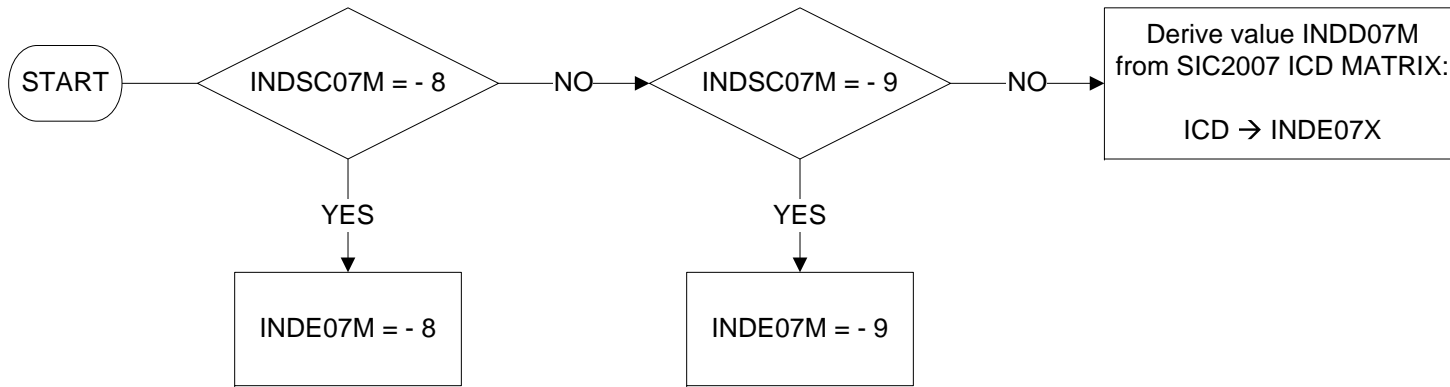 START
INDSC07M = - 8
NO
INDSC07M = - 9
NO
Derive value INDD07M
from SIC2007 ICD MATRIX:
ICD → INDE07X
YES
YES
INDE07M = - 8
INDE07M = - 9